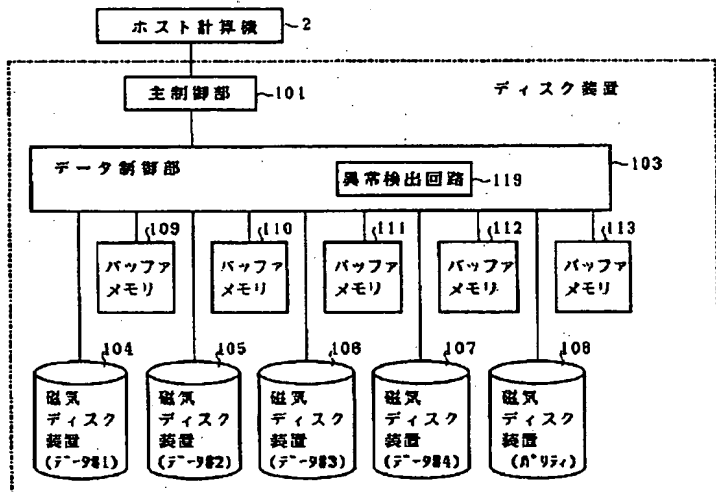 ホスト計算機
2
主制御部
101
ディスク装置
データ制御部
異常検出回路
119
103
109
110
111
112
113
バッファ
メモリ
バッファ
メモリ
バッファ
メモリ
バッファ
メモリ
バッファ
メモリ
104
105
106
107
108
磁気
ディスク
装置
(データ#1)
磁気
ディスク
装置
(データ#2)
磁気
ディスク
装置
(データ#3)
磁気
ディスク
装置
(データ#4)
磁気
ディスク
装置
(パリティ)